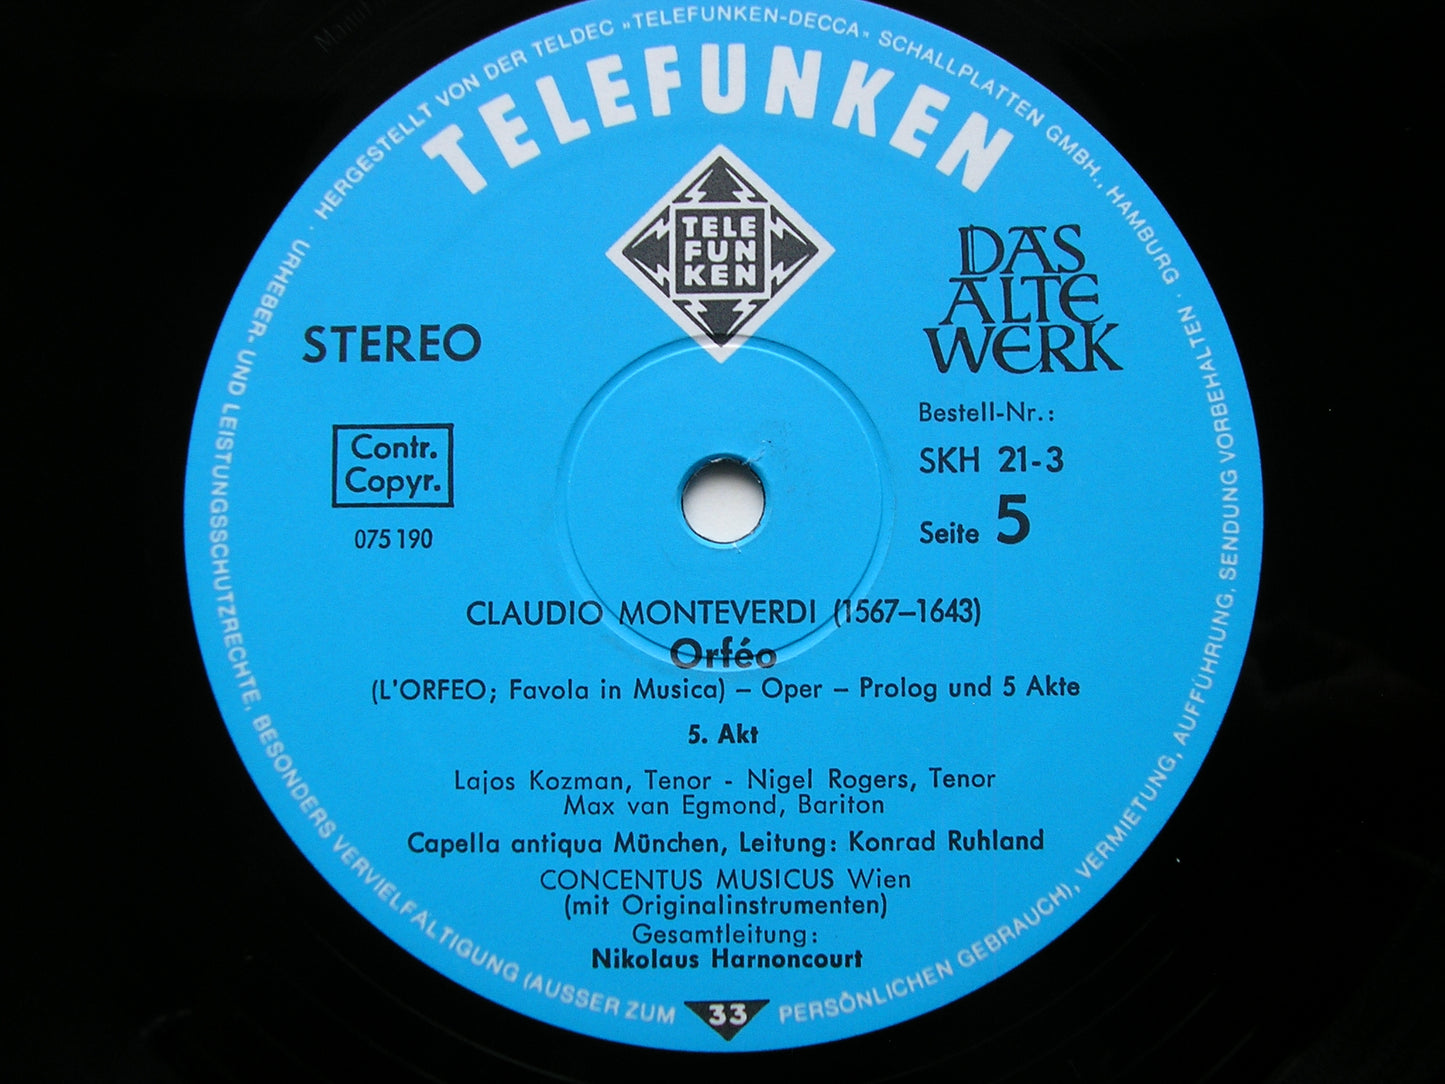 HERGESTELLT VON DER TELDEC »TELEFUNKEN-DECCA« SCHALLPLATTEN GMBH., HAMBURG · URHEBER- UND LEISTUNGSSCHUTZRECHTE, BESONDERS VERVIELFÄLTIGUNG (AUSSER ZUM PERSÖNLICHEN GEBRAUCH), VERMIETUNG, AUFFÜHRUNG, SENDUNG VORBEHALTEN ·
TELEFUNKEN
TELE
FUN
KEN
DAS
ALTE
WERK
STEREO
Contr.
Copyr.
075 190
Bestell-Nr.:
SKH 21-3
Seite 5
CLAUDIO MONTEVERDI (1567–1643)
Orféo
(L'ORFEO; Favola in Musica) – Oper – Prolog und 5 Akte
5. Akt
Lajos Kozman, Tenor - Nigel Rogers, Tenor
Max van Egmond, Bariton
Capella antiqua München, Leitung: Konrad Ruhland
CONCENTUS MUSICUS Wien
(mit Originalinstrumenten)
Gesamtleitung:
Nikolaus Harnoncourt
33